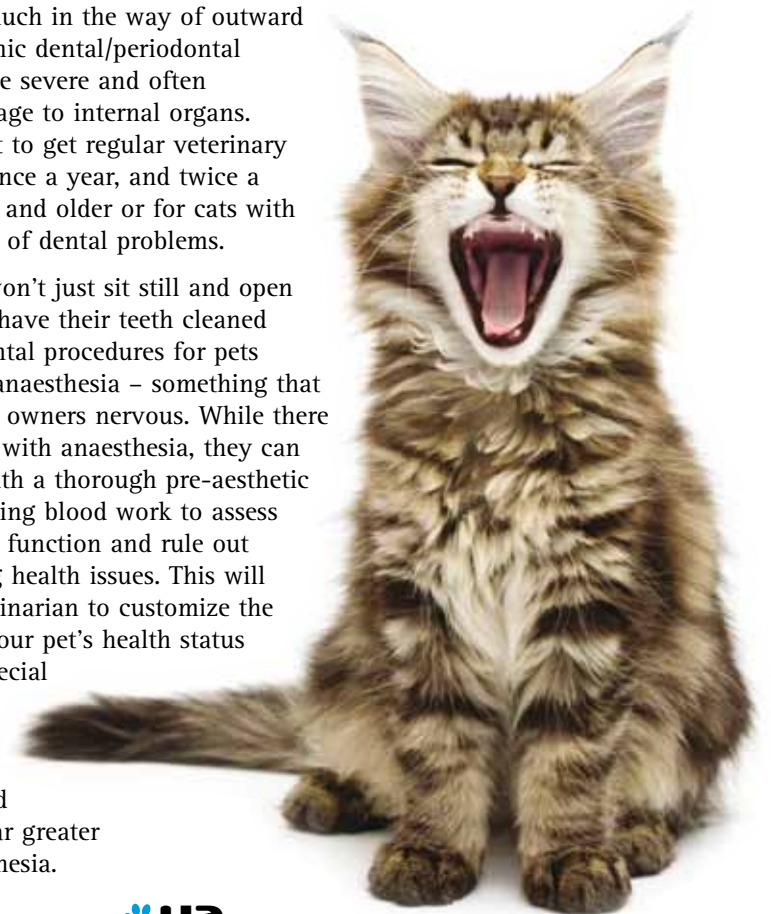 uch in the way of outward
nic dental/periodontal
e severe and often
age to internal organs.
t to get regular veterinary
nce a year, and twice a
and older or for cats with
of dental problems.
on't just sit still and open
have their teeth cleaned
ntal procedures for pets
anaesthesia – something that
owners nervous. While there
with anaesthesia, they can
th a thorough pre-aesthetic
ing blood work to assess
function and rule out
g health issues. This will
inarian to customize the
our pet's health status
ecial
d
ar greater
nesia.